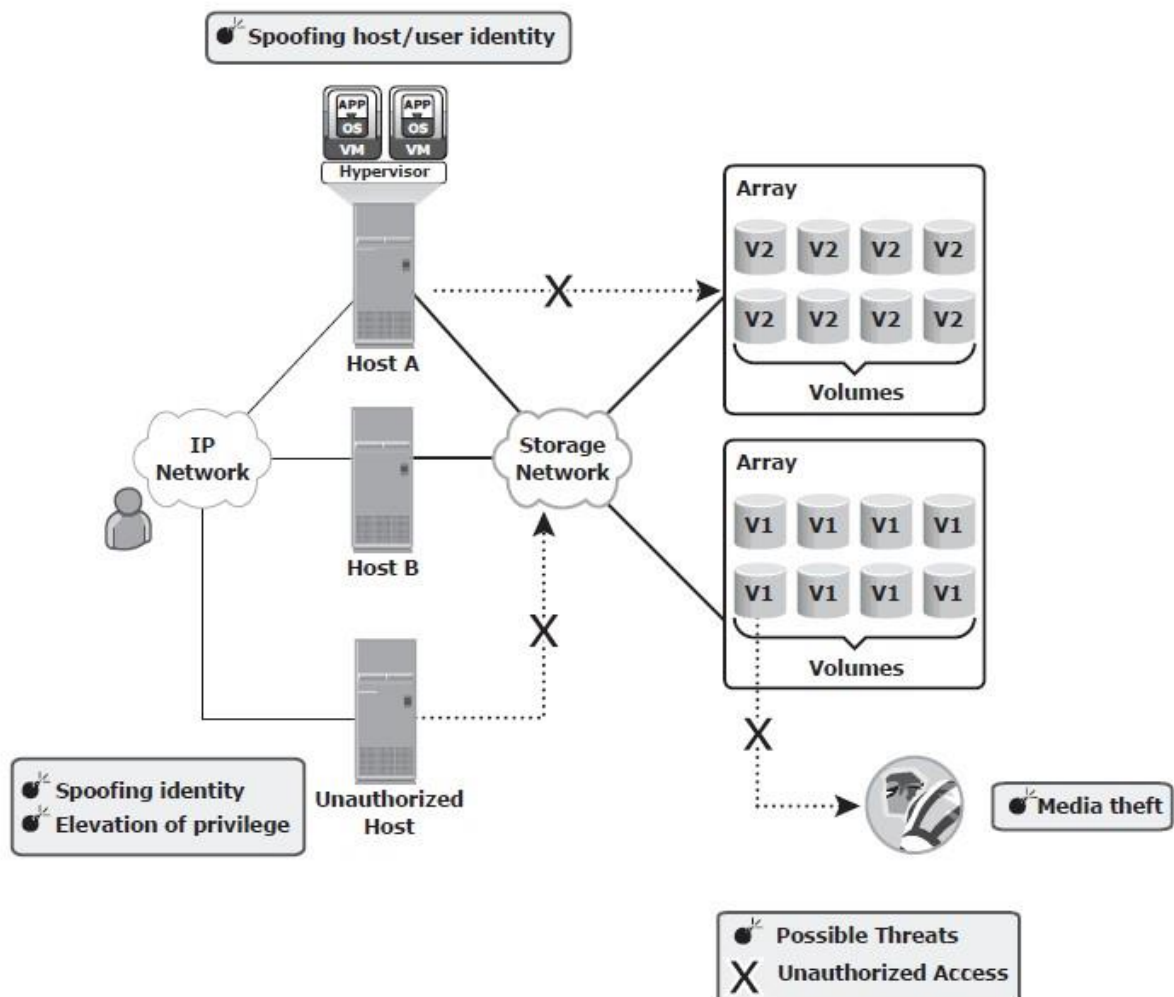 Spoofing host/user identity
APP APP
OS OS
VM VM
Hypervisor
Host A
Array
V2 V2 V2 V2
V2 V2 V2 V2
Volumes
IP
Network
Storage
Network
Host B
Array
V1 V1 V1 V1
V1 V1 V1 V1
Volumes
Spoofing identity
Elevation of privilege
Unauthorized
Host
Media theft
Possible Threats
X Unauthorized Access
X
X
X